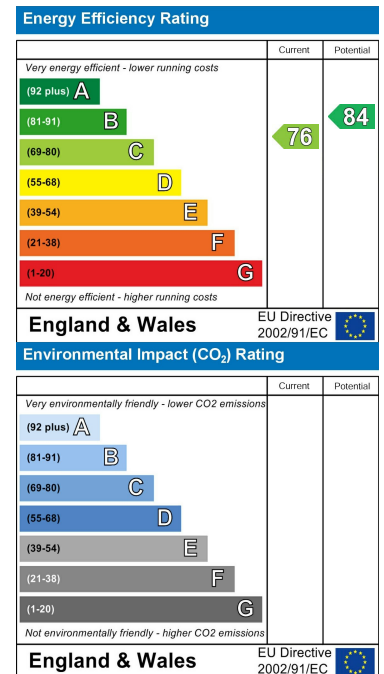 Energy Efficiency Rating
Current Potential
Very energy efficient - lower running costs
(92 plus) A
(81-91) B
(69-80) C
(55-68) D
(39-54) E
(21-38) F
(1-20) G
76
84
Not energy efficient - higher running costs
England & Wales
EU Directive
2002/91/EC
Environmental Impact (CO₂) Rating
Current Potential
Very environmentally friendly - lower CO2 emissions
(92 plus) A
(81-91) B
(69-80) C
(55-68) D
(39-54) E
(21-38) F
(1-20) G
Not environmentally friendly - higher CO2 emissions
England & Wales
EU Directive
2002/91/EC